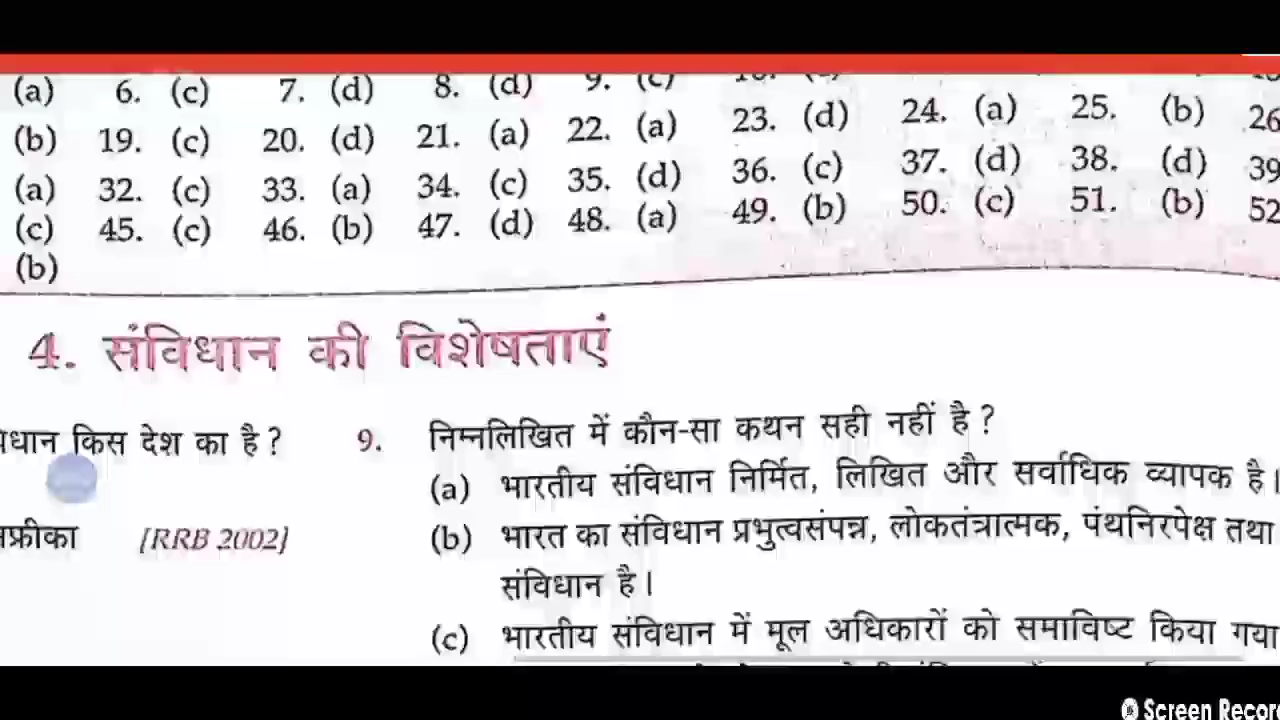 (a) 6. (c) 7. (d) 8. (d) 9. (c)
(b) 19. (c) 20. (d) 21. (a) 22. (a) 23. (d) 24. (a) 25. (b) 26
(a) 32. (c) 33. (a) 34. (c) 35. (d) 36. (c) 37. (d) 38. (d) 39
(c) 45. (c) 46. (b) 47. (d) 48. (a) 49. (b) 50. (c) 51. (b) 52
(b)
4. संविधान की विशेषताएं
किस देश का है?
[RRB 2002]
9. निम्नलिखित में कौन-सा कथन सही नहीं है?
(a) भारतीय संविधान निर्मित, लिखित और सर्वाधिक व्यापक है।
(b) भारत का संविधान प्रभुत्वसंपन्न, लोकतंत्रात्मक, पंथनिरपेक्ष तथा
संविधान है।
(c) भारतीय संविधान में मूल अधिकारों को समाविष्ट किया गया
Screen Recor